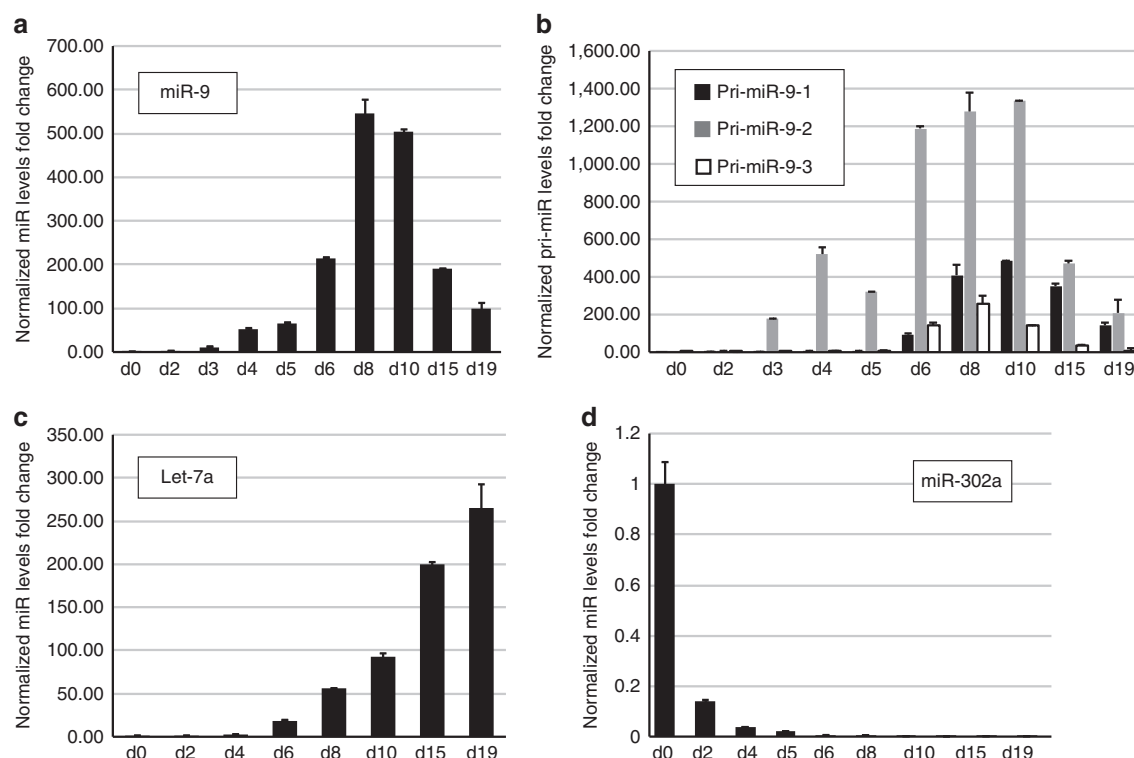 a
Normalized miR levels fold change
700.00
600.00
500.00
400.00
300.00
200.00
100.00
0.00
miR-9
d0 d2 d3 d4 d5 d6 d8 d10 d15 d19
b
Normalized pri-miR levels fold change
1,600.00
1,400.00
1,200.00
1,000.00
800.00
600.00
400.00
200.00
0.00
Pri-miR-9-1
Pri-miR-9-2
Pri-miR-9-3
d0 d2 d3 d4 d5 d6 d8 d10 d15 d19
c
Normalized miR levels fold change
350.00
300.00
250.00
200.00
150.00
100.00
50.00
0.00
Let-7a
d0 d2 d4 d6 d8 d10 d15 d19
d
Normalized miR levels fold change
1.2
1
0.8
0.6
0.4
0.2
0
miR-302a
d0 d2 d4 d5 d6 d8 d10 d15 d19